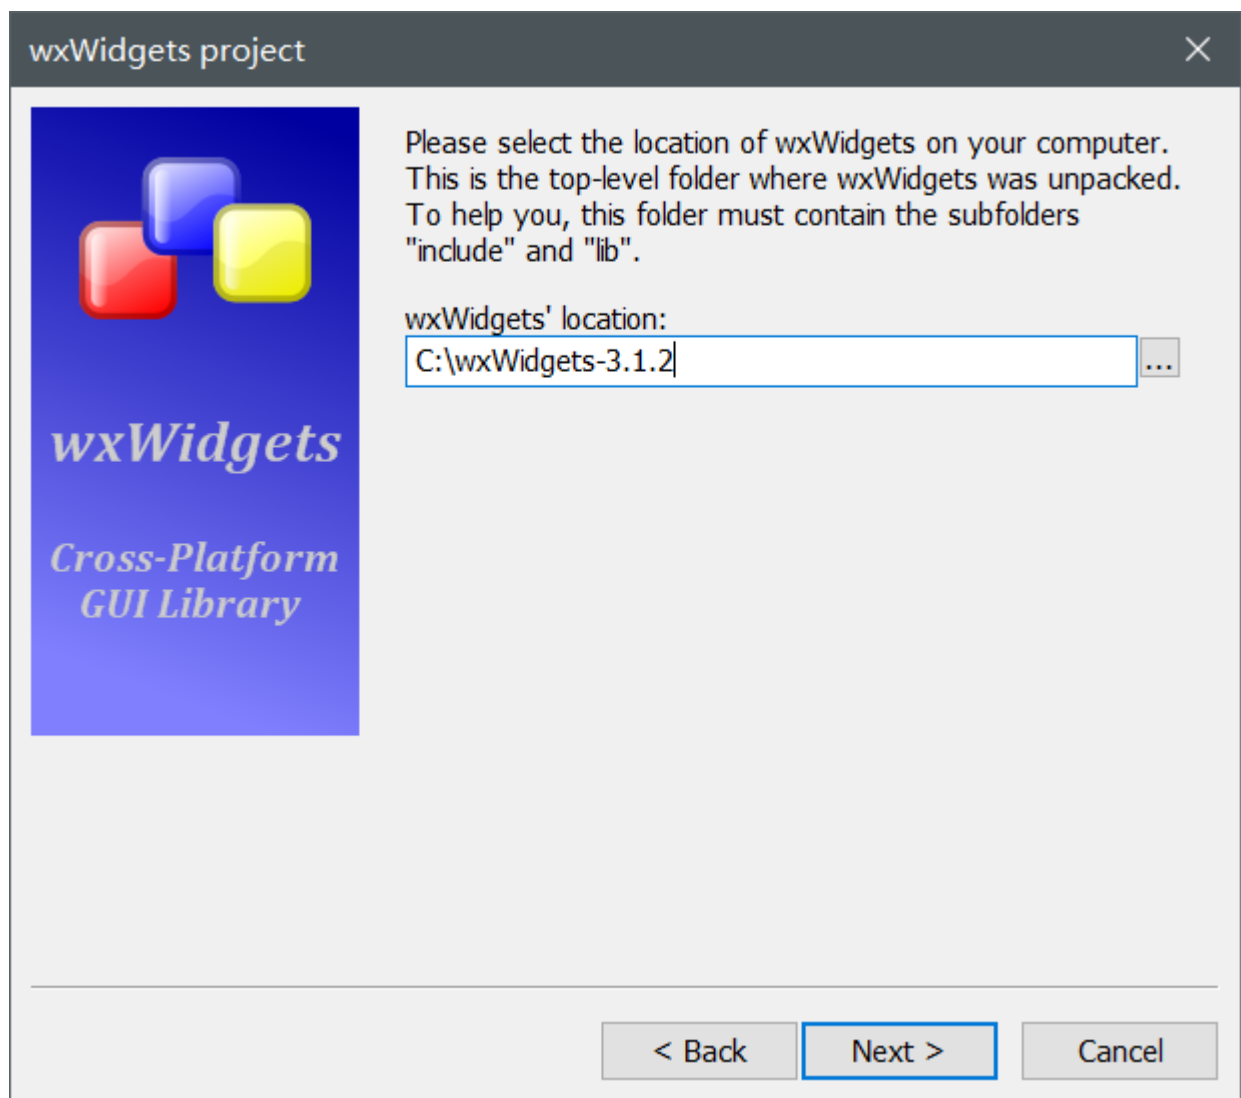 wxWidgets project
Please select the location of wxWidgets on your computer.
This is the top-level folder where wxWidgets was unpacked.
To help you, this folder must contain the subfolders
"include" and "lib".
wxWidgets' location:
C:\wxWidgets-3.1.2
...
wxWidgets
Cross-Platform
GUI Library
< Back
Next >
Cancel